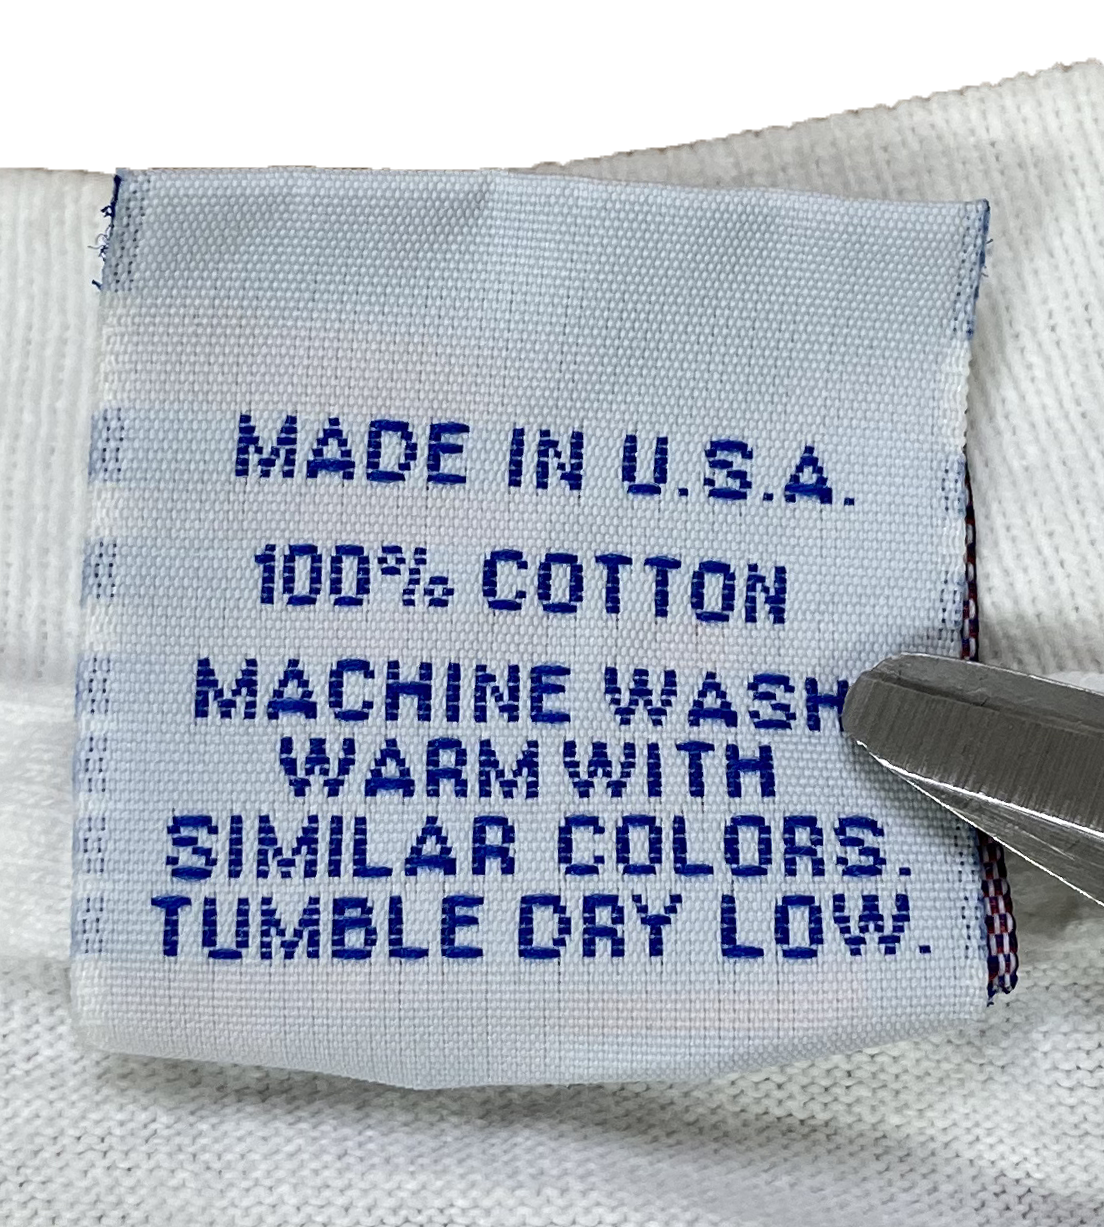 MADE IN U.S.A.
100% COTTON
MACHINE WASH
WARM WITH
SIMILAR COLORS.
TUMBLE DRY LOW.